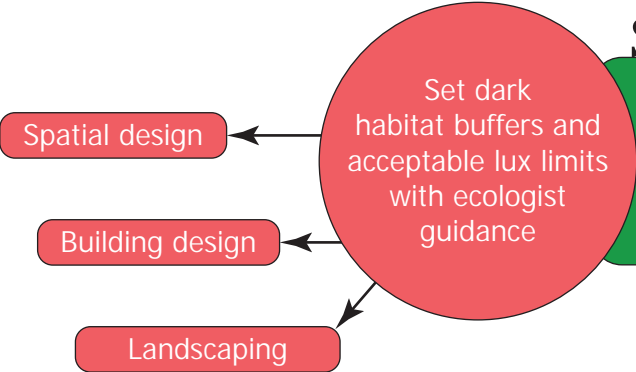 Set dark
habitat buffers and
acceptable lux limits
with ecologist
guidance
Spatial design
Building design
Landscaping